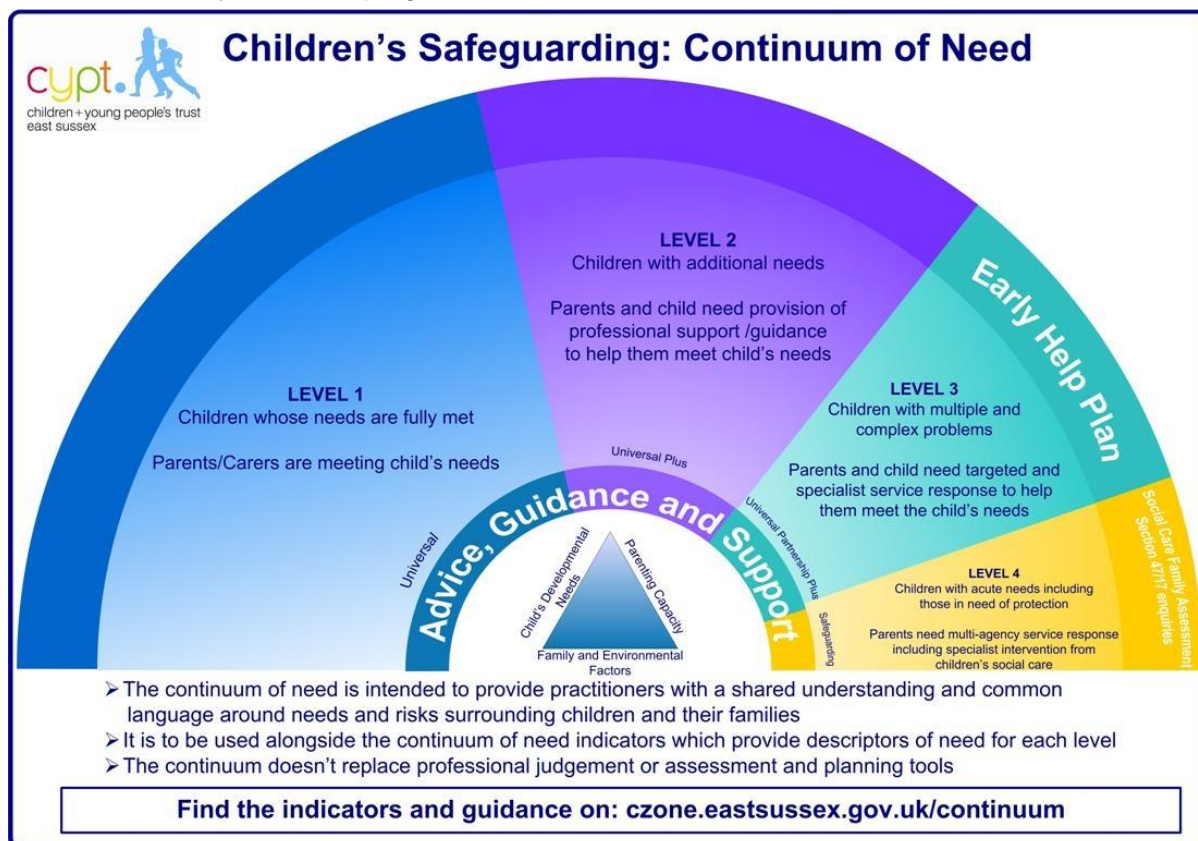 Children's Safeguarding: Continuum of Need
cypt.
children + young people's trust
east sussex
LEVEL 1
Children whose needs are fully met
Parents/Carers are meeting child's needs
LEVEL 2
Children with additional needs
Parents and child need provision of
professional support /guidance
to help them meet child's needs
Early Help Plan
LEVEL 3
Children with multiple and
complex problems
Parents and child need targeted and
specialist service response to help
them meet the child's needs
Social Care Family Assessment
Section 47/17 enquiries
LEVEL 4
Children with acute needs including
those in need of protection
Parents need multi-agency service response
including specialist intervention from
children's social care
Universal
Universal Plus
Universal Partnership Plus
Safeguarding
Advice, Guidance and Support
Child's Developmental
Needs
Parenting Capacity
Family and Environmental
Factors
➢ The continuum of need is intended to provide practitioners with a shared understanding and common
language around needs and risks surrounding children and their families
➢ It is to be used alongside the continuum of need indicators which provide descriptors of need for each level
➢ The continuum doesn't replace professional judgement or assessment and planning tools
Find the indicators and guidance on: czone.eastsussex.gov.uk/continuum